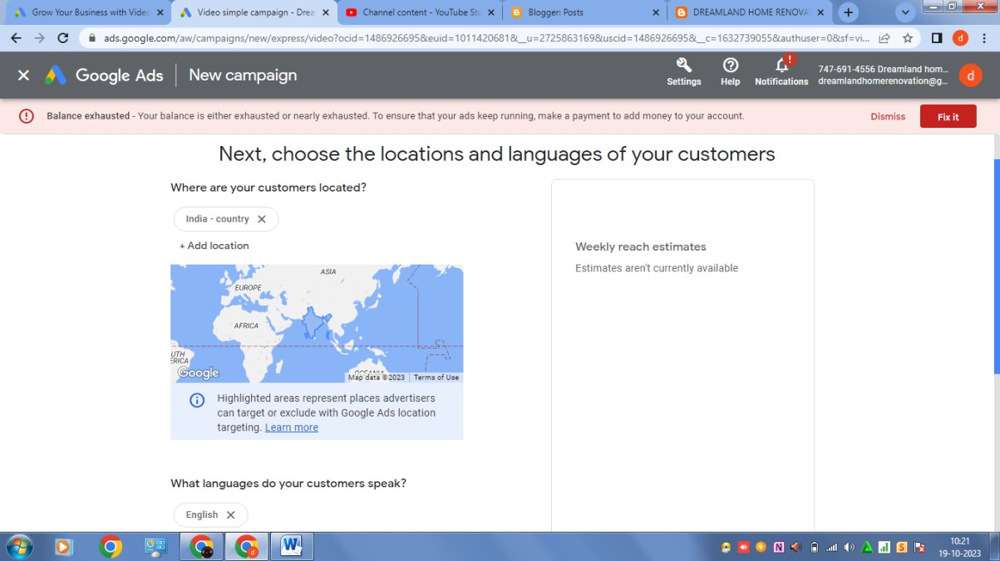 Grow Your Business with Video
Video simple campaign - Drea
Channel content - YouTube Stu
Blogger: Posts
DREAMLAND HOME RENOVA
ads.google.com/aw/campaigns/new/express/video?ocid=1486926695&euid=1011420681&__u=2725863169&uscid=1486926695&__c=1632739055&authuser=0&sf=vi...
d
Google Ads
New campaign
Settings
Help
Notifications
747-691-4556 Dreamland hom...
dreamlandhomerenovation@g...
d
Balance exhausted - Your balance is either exhausted or nearly exhausted. To ensure that your ads keep running, make a payment to add money to your account.
Dismiss
Fix it
Next, choose the locations and languages of your customers
Where are your customers located?
India - country
+ Add location
ASIA
EUROPE
AFRICA
UTH
ERICA
OCEANIA
Google
Map data ©2023
Terms of Use
Highlighted areas represent places advertisers
can target or exclude with Google Ads location
targeting. Learn more
Weekly reach estimates
Estimates aren't currently available
What languages do your customers speak?
English
10:21
19-10-2023